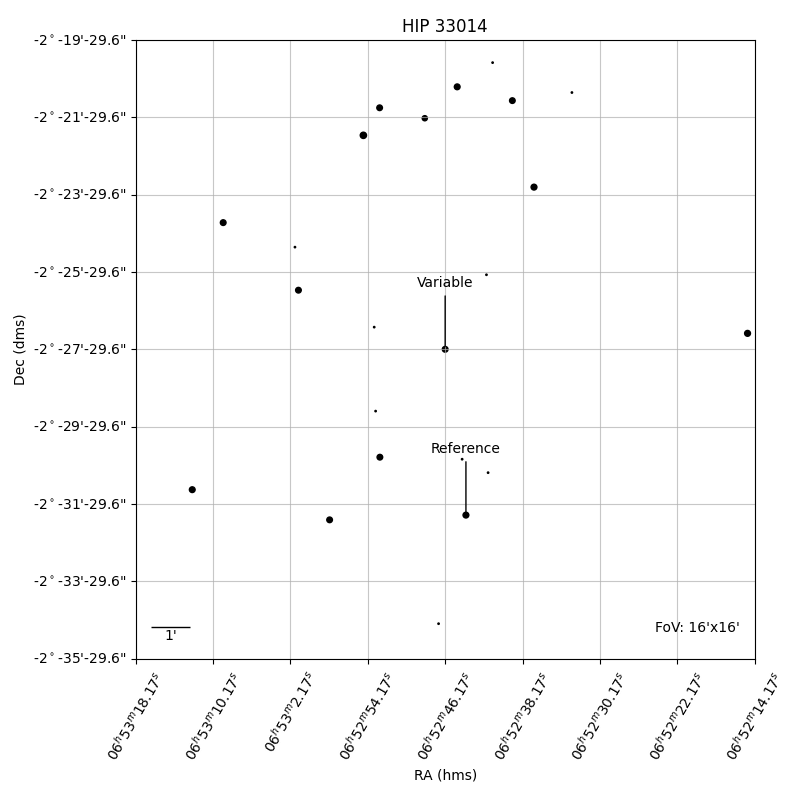 HIP 33014
-2°-19'-29.6"
-2°-21'-29.6"
-2°-23'-29.6"
-2°-25'-29.6"
-2°-27'-29.6"
-2°-29'-29.6"
-2°-31'-29.6"
-2°-33'-29.6"
-2°-35'-29.6"
Dec (dms)
Variable
Reference
1'
FoV: 16'x16'
06h53m18.17s
06h53m10.17s
06h53m2.17s
06h52m54.17s
06h52m46.17s
06h52m38.17s
06h52m30.17s
06h52m22.17s
06h52m14.17s
RA (hms)